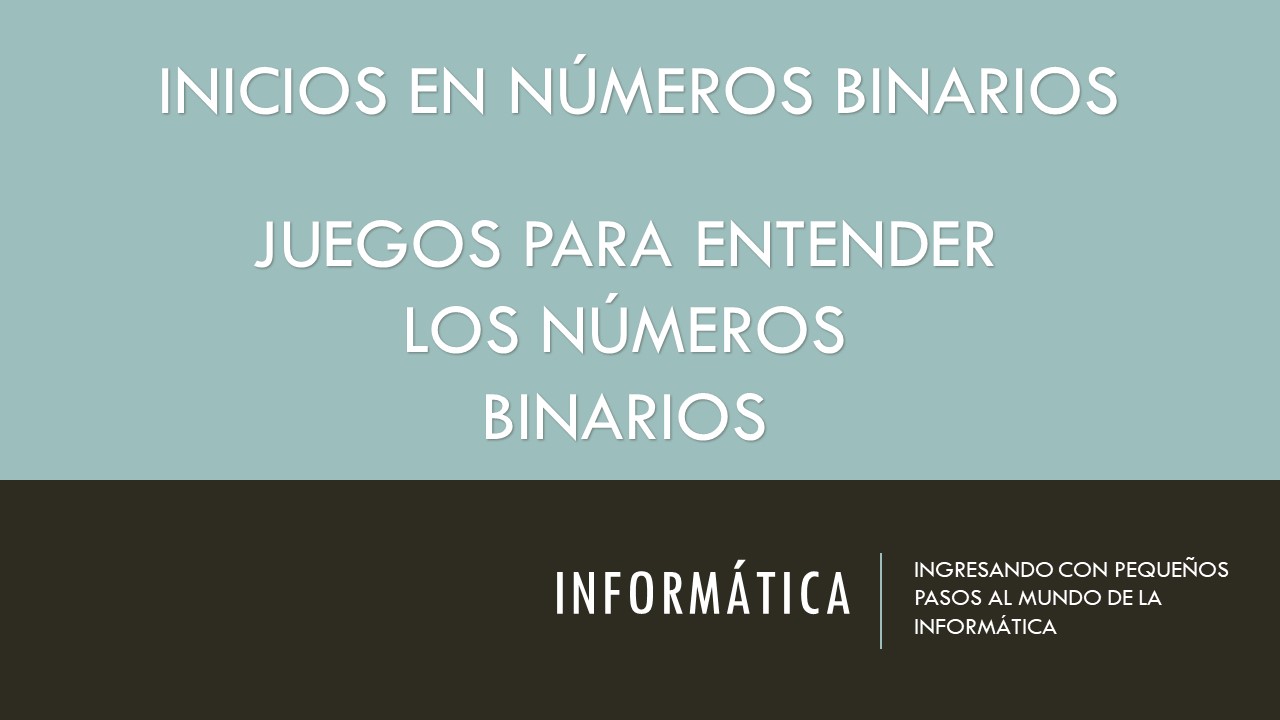 INICIOS EN NÚMEROS BINARIOS
JUEGOS PARA ENTENDER
LOS NÚMEROS
BINARIOS
INFORMÁTICA
INGRESANDO CON PEQUEÑOS
PASOS AL MUNDO DE LA
INFORMÁTICA